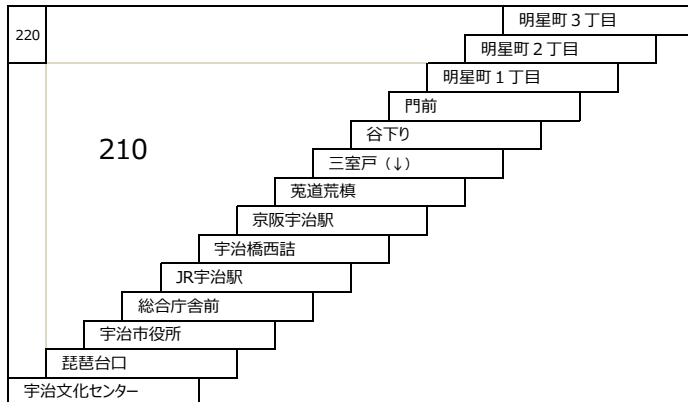 明星町３丁目
220
明星町２丁目
明星町１丁目
門前
210
谷下り
三室戸（↓）
莵道荒槙
京阪宇治駅
宇治橋西詰
JR宇治駅
総合庁舎前
宇治市役所
琵琶台口
宇治文化センター